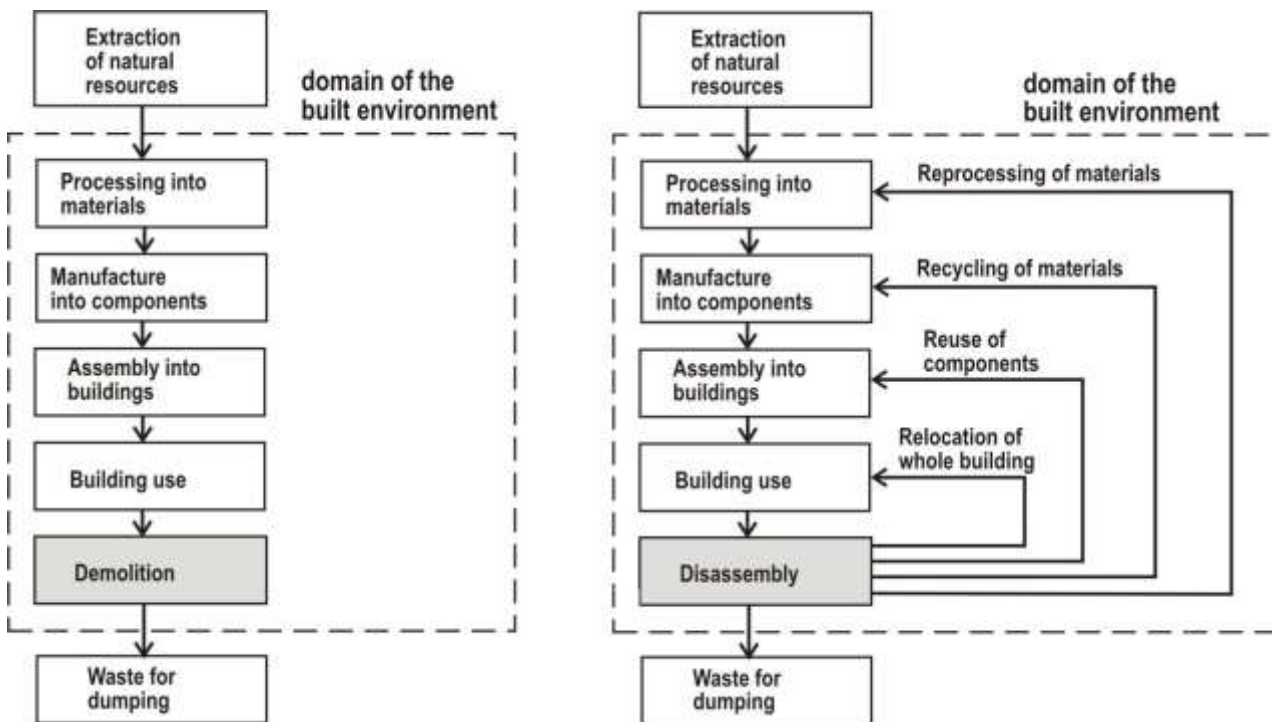 Extraction
of natural
resources
domain of the
built environment
Processing into
materials
Manufacture
into components
Assembly into
buildings
Building use
Demolition
Waste for
dumping
Extraction
of natural
resources
domain of the
built environment
Processing into
materials
Reprocessing of materials
Manufacture
into components
Recycling of materials
Assembly into
buildings
Reuse of
components
Building use
Relocation of
whole building
Disassembly
Waste for
dumping